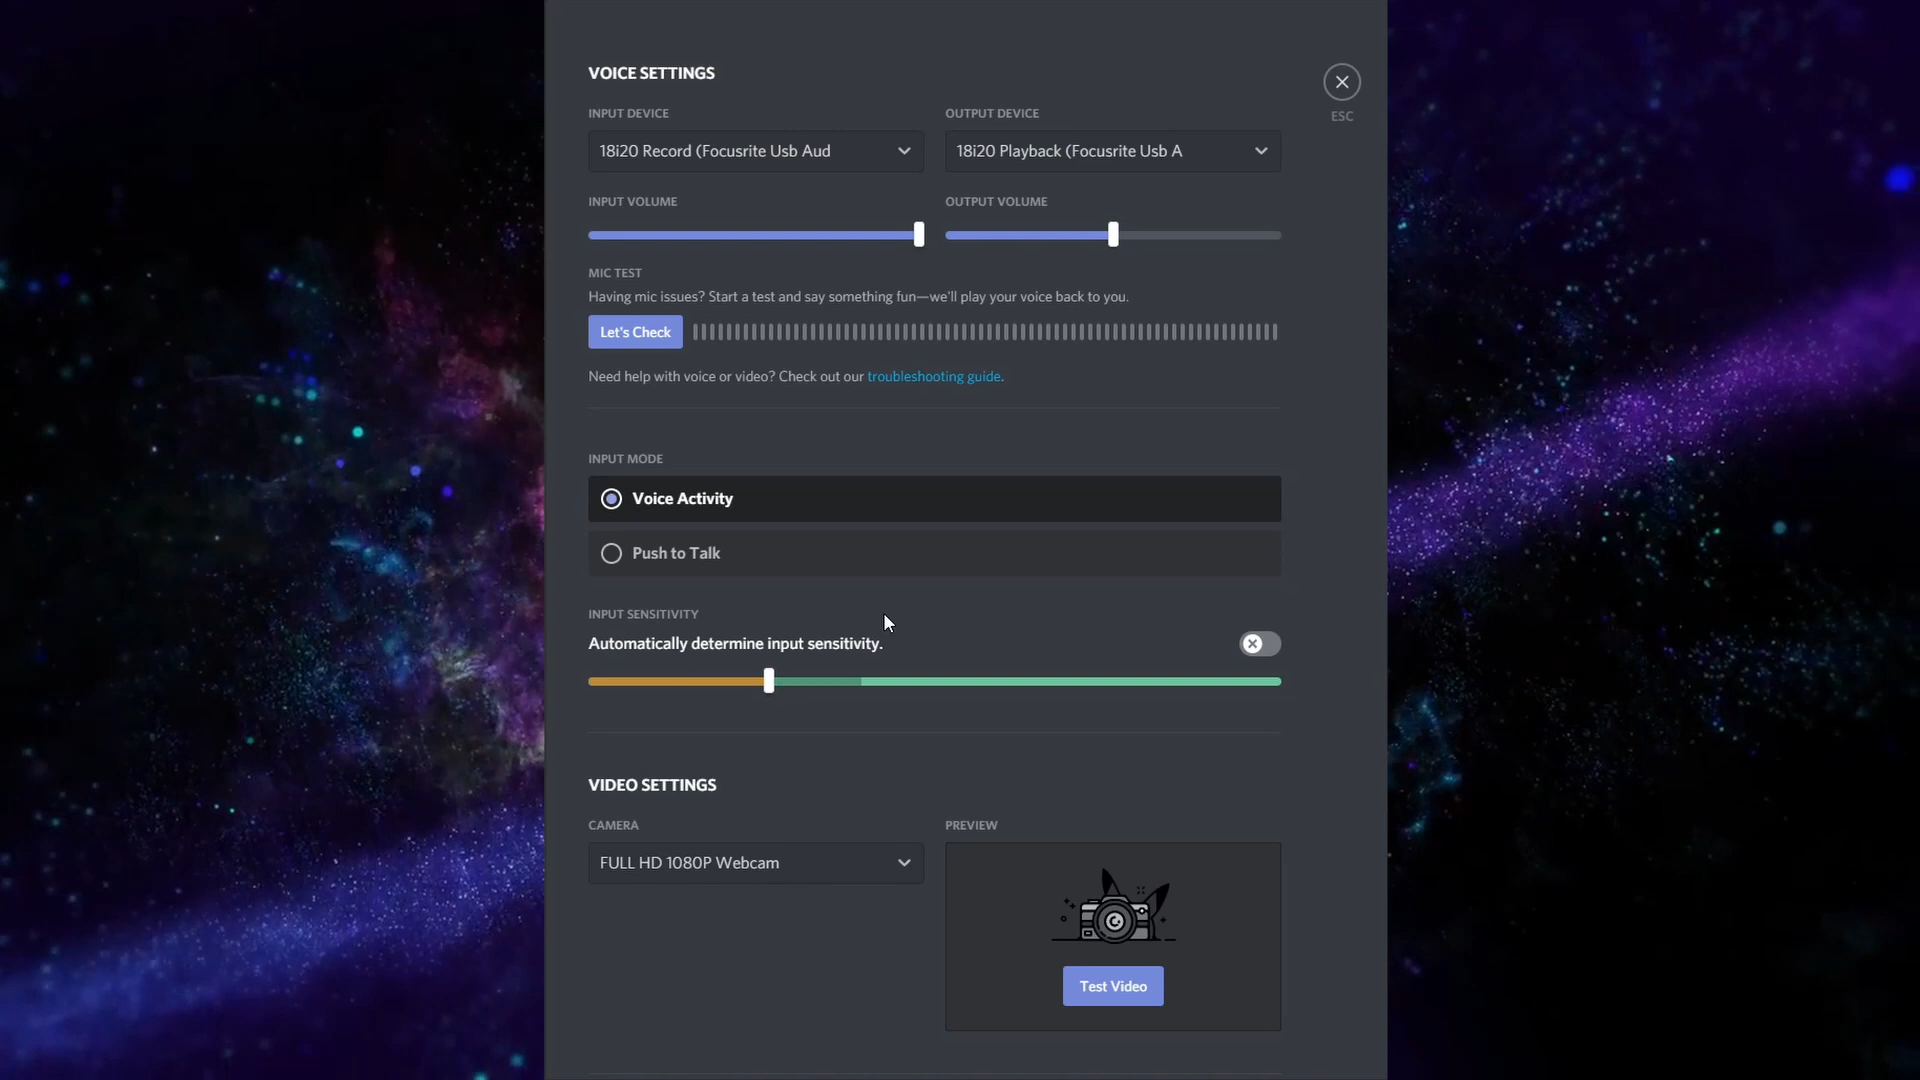 VOICE SETTINGS
ESC
INPUT DEVICE
OUTPUT DEVICE
18i20 Record (Focusrite Usb Aud
18i20 Playback (Focusrite Usb A
INPUT VOLUME
OUTPUT VOLUME
MIC TEST
Having mic issues? Start a test and say something fun—we'll play your voice back to you.
Let's Check
Need help with voice or video? Check out our troubleshooting guide.
INPUT MODE
Voice Activity
Push to Talk
INPUT SENSITIVITY
Automatically determine input sensitivity.
VIDEO SETTINGS
CAMERA
PREVIEW
FULL HD 1080P Webcam
Test Video